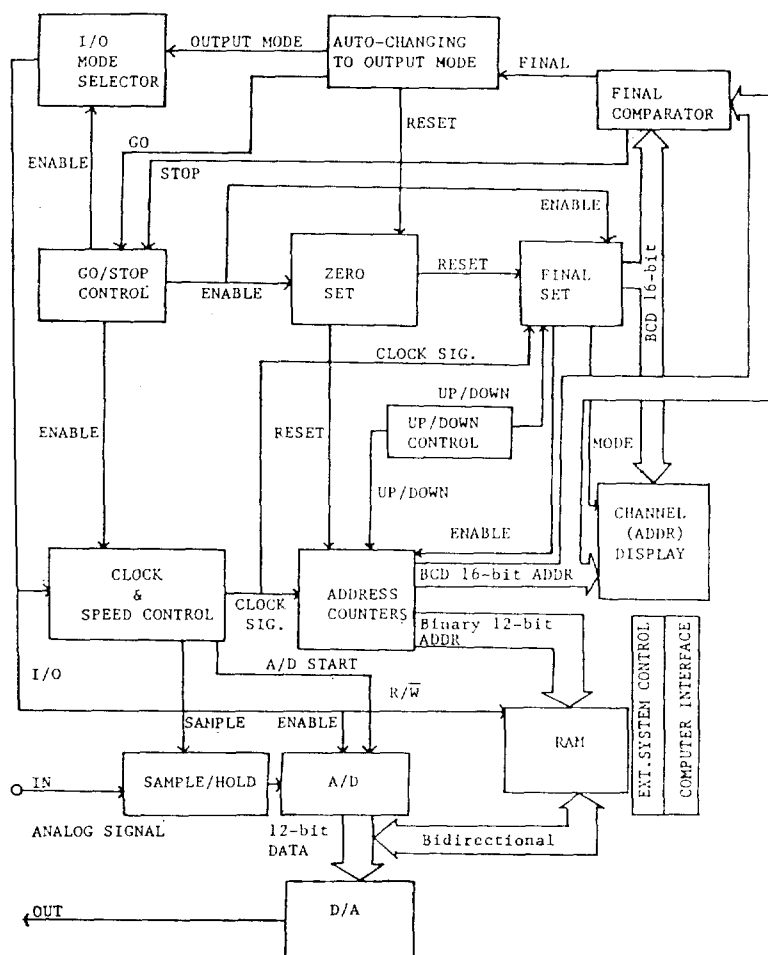 I/O
MODE
SELECTOR
OUTPUT MODE
AUTO-CHANGING
TO OUTPUT MODE
FINAL
FINAL
COMPARATOR
RESET
GO
STOP
ENABLE
ENABLE
GO/STOP
CONTROL
ENABLE
ZERO
SET
RESET
FINAL
SET
BCD 16-bit
CLOCK SIG.
UP/DOWN
UP/DOWN
CONTROL
ENABLE
RESET
MODE
UP/DOWN
CHANNEL
(ADDR)
DISPLAY
ENABLE
CLOCK
&
SPEED CONTROL
CLOCK
SIG.
ADDRESS
COUNTERS
BCD 16-bit ADDR
Binary 12-bit
ADDR
I/O
A/D START
R/W̅
SAMPLE
ENABLE
RAM
EXT.SYSTEM CONTROL
COMPUTER INTERFACE
IN
SAMPLE/HOLD
A/D
ANALOG SIGNAL
12-bit
DATA
Bidirectional
OUT
D/A